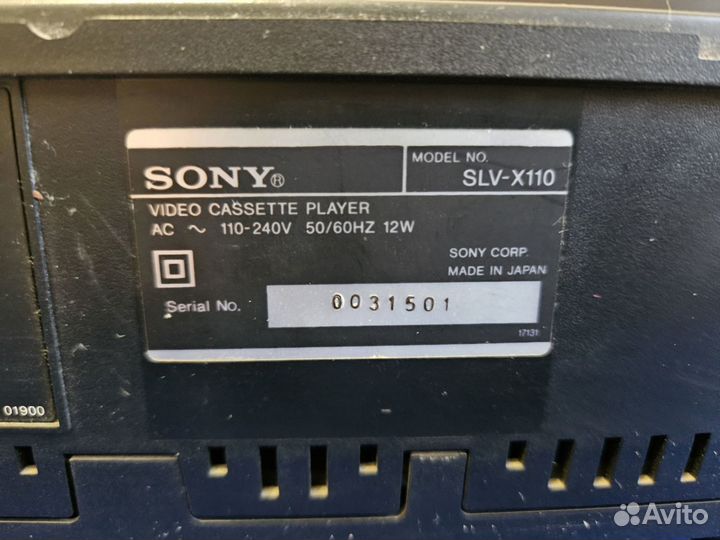 SONY®
MODEL NO.
SLV-X110
VIDEO CASSETTE PLAYER
AC ~ 110-240V 50/60HZ 12W
SONY CORP.
MADE IN JAPAN
Serial No. 0031501
17131
01900
Avito